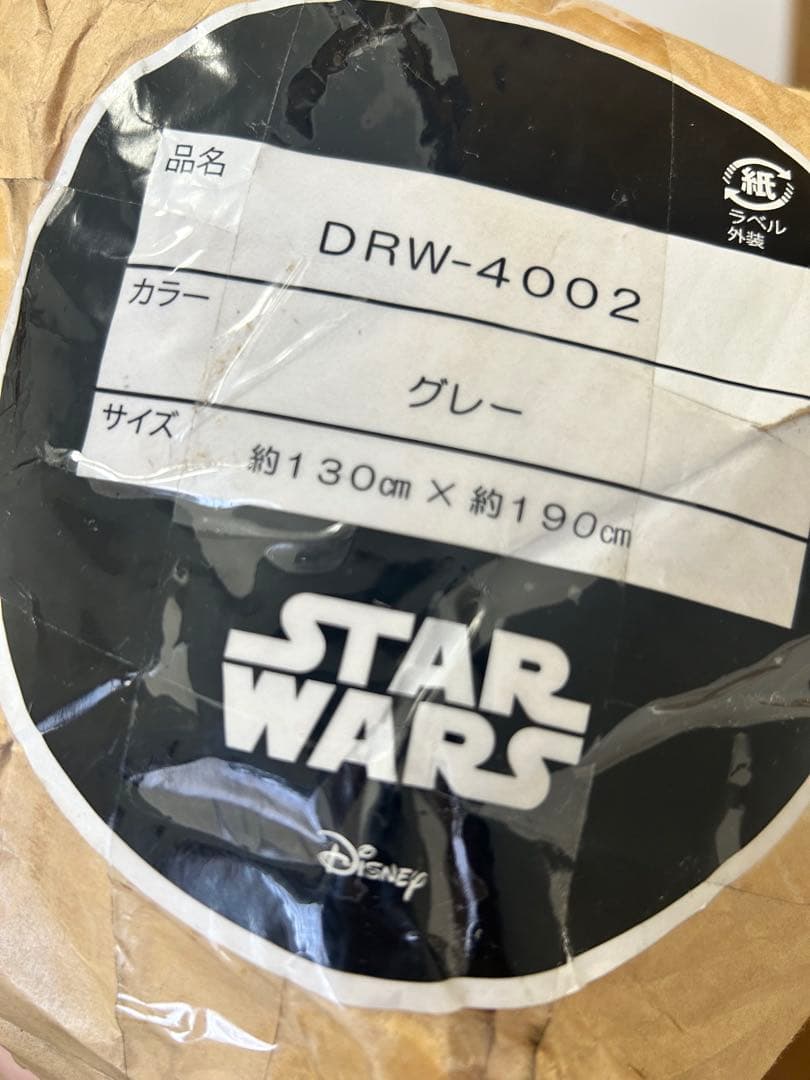 品名
DRW-4002
カラー
グレー
サイズ
約130㎝ × 約190㎝
紙
ラベル
外装
STAR
WARS
Disney